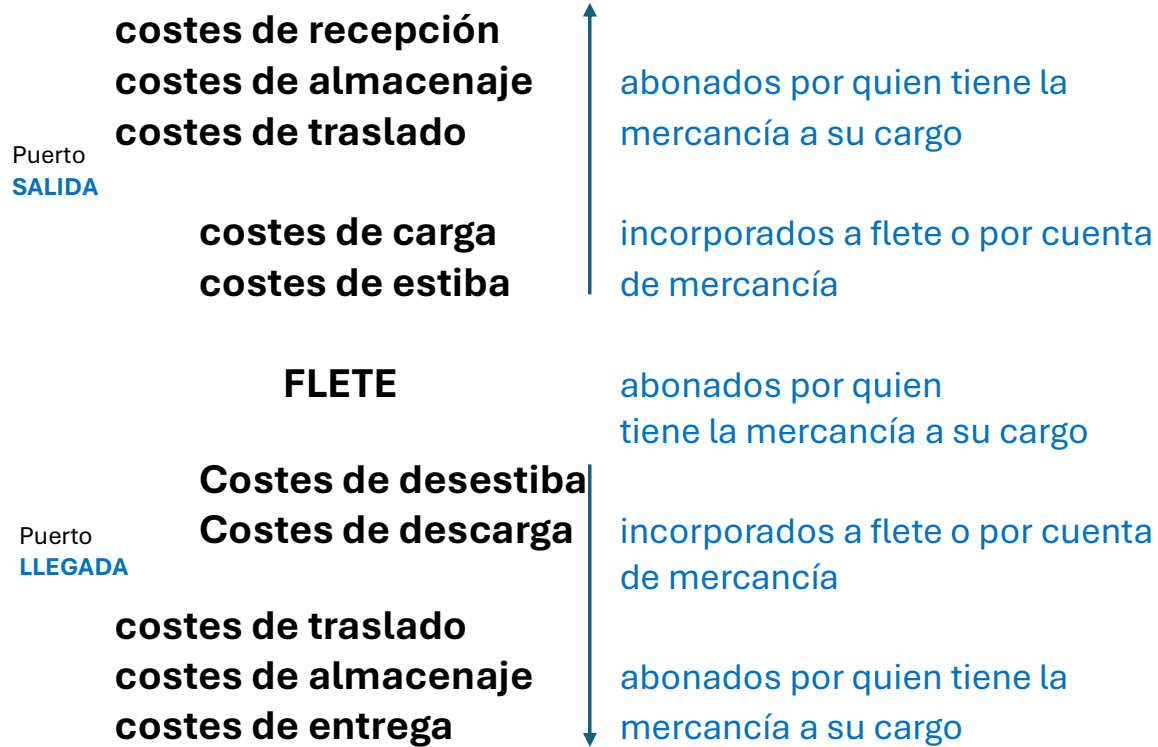 costes de recepción
costes de almacenaje
abonados por quien tiene la
costes de traslado
mercancía a su cargo
Puerto
SALIDA
costes de carga
incorporados a flete o por cuenta
costes de estiba
de mercancía
FLETE
abonados por quien
tiene la mercancía a su cargo
Costes de desestiba
Costes de descarga
incorporados a flete o por cuenta
de mercancía
Puerto
LLEGADA
costes de traslado
costes de almacenaje
abonados por quien tiene la
costes de entrega
mercancía a su cargo